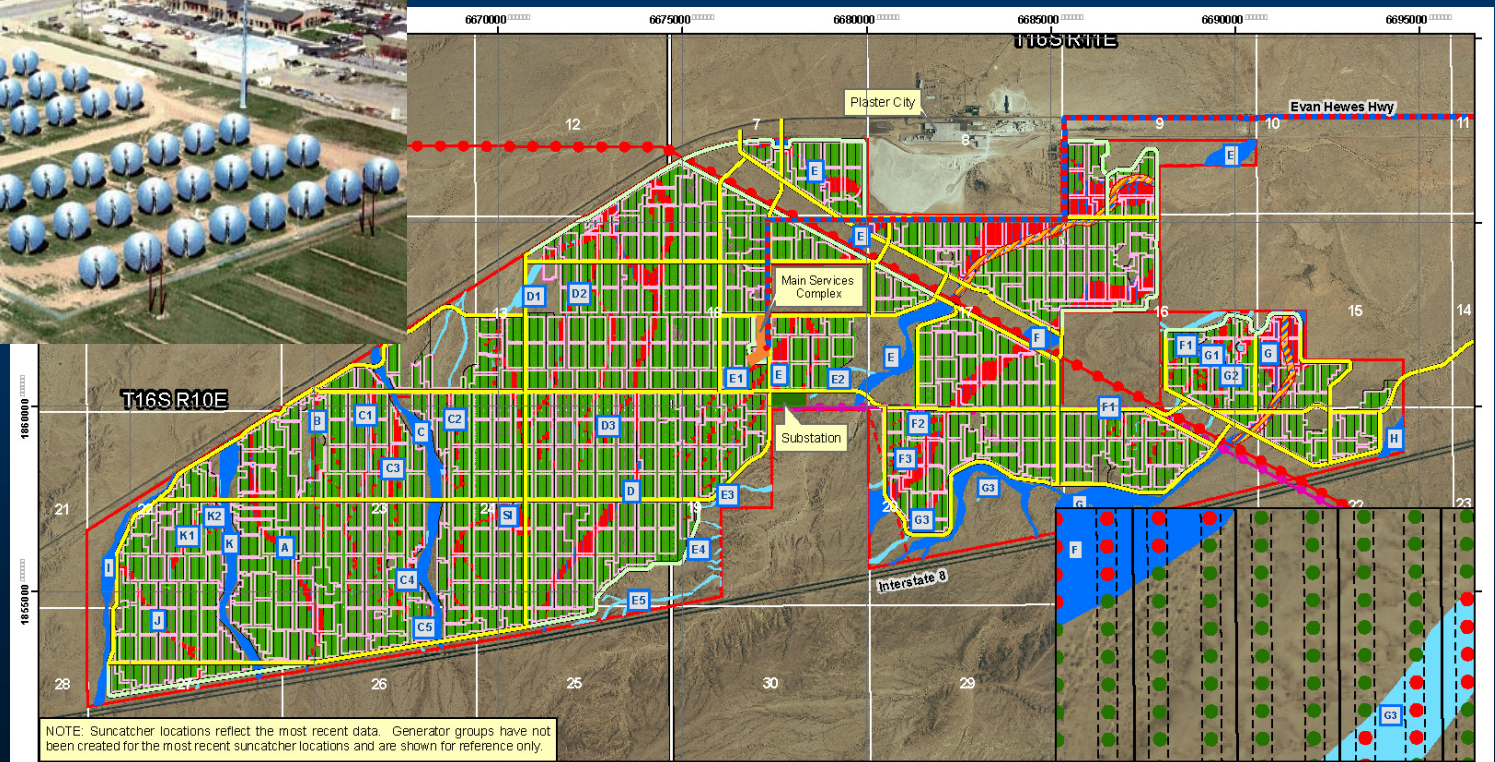 6670000
6675000
6680000
6685000
6690000
6695000
T16S R11E
Plaster City
Evan Hewes Hwy
12
7
8
9
10
11
E
E
E
Main Services
Complex
D1
D2
13
18
17
16
15
14
F
F1
G1
G
G2
E
E1
E
E2
T16S R10E
1860000
B
C1
C
C2
D3
F2
F1
Substation
H
C3
F3
D
E3
G3
G
21
22
23
24
SI
19
20
G3
22
23
K2
K1
K
A
E4
I
C4
Interstate 8
E5
1855000
J
C5
28
27
26
25
30
29
F
G3
NOTE: Suncatcher locations reflect the most recent data. Generator groups have not
been created for the most recent suncatcher locations and are shown for reference only.